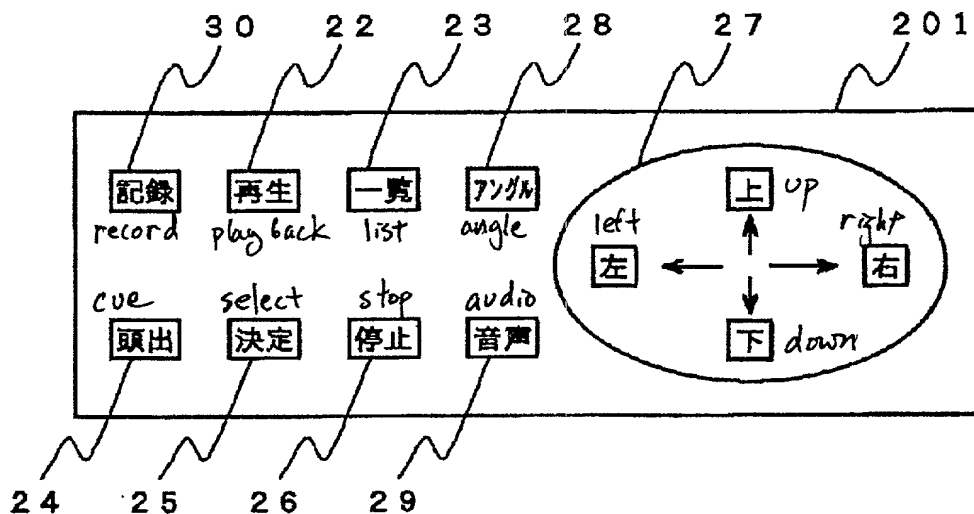 30 22 23 28 27 201
記録 再生 一覧 アングル 上 up
record play back list angle left right
左 右
cue select stop audio
頭出 決定 停止 音声 下 down
24 25 26 29